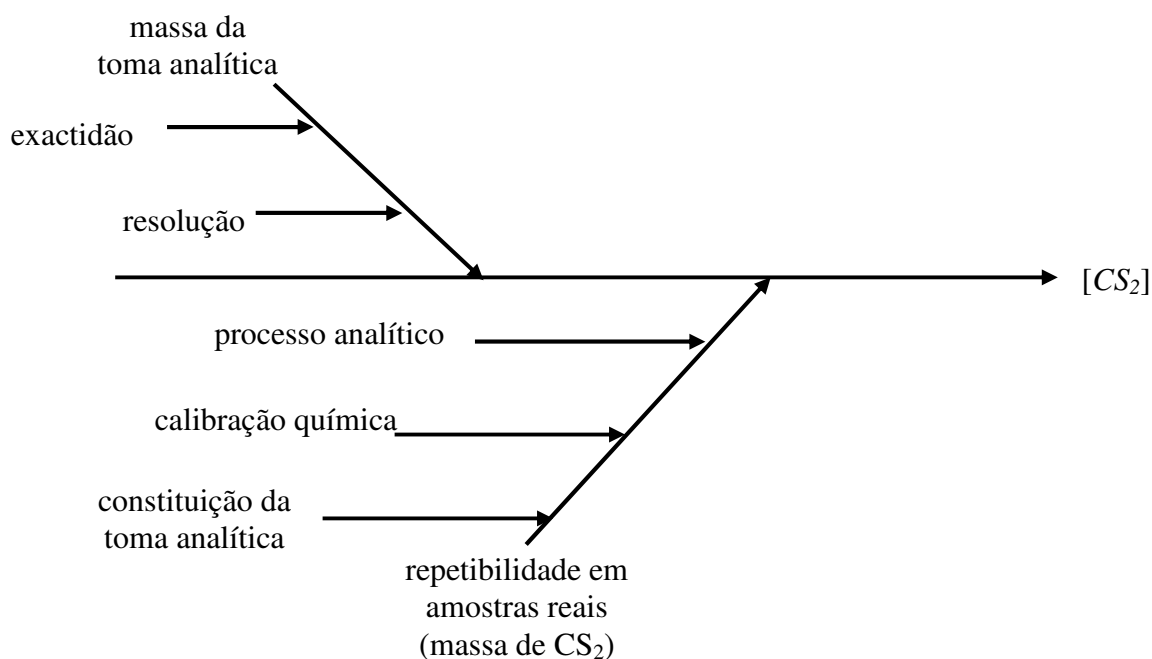 massa da
toma analítica
exactidão
resolução
[CS₂]
processo analítico
calibração química
constituição da
toma analítica
repetibilidade em
amostras reais
(massa de CS₂)